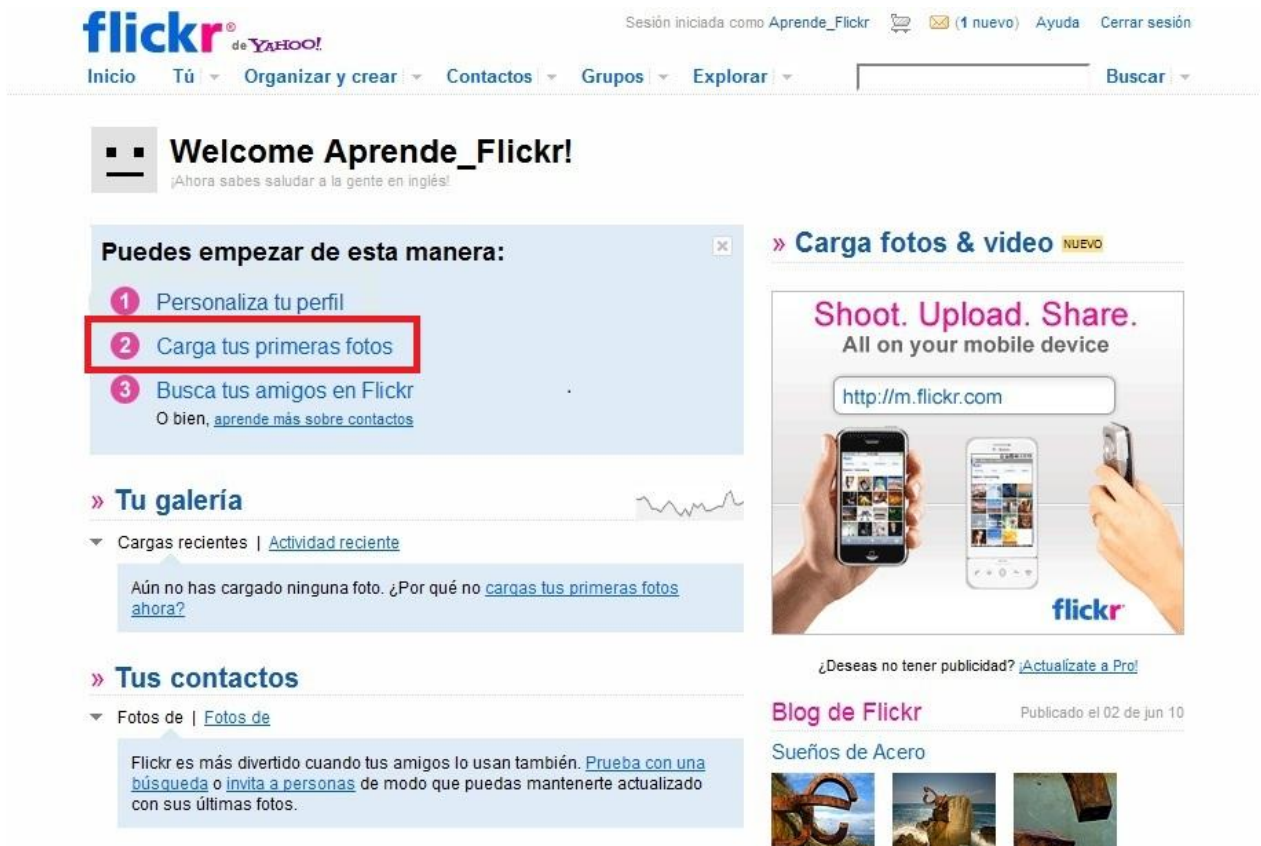 flickr® de YAHOO!
Sesión iniciada como Aprende_Flickr (1 nuevo) Ayuda Cerrar sesión
Inicio Tú Organizar y crear Contactos Grupos Explorar Buscar
Welcome Aprende_Flickr!
¡Ahora sabes saludar a la gente en inglés!
Puedes empezar de esta manera:
1 Personaliza tu perfil
2 Carga tus primeras fotos
3 Busca tus amigos en Flickr
O bien, aprende más sobre contactos
» Tu galería
Cargas recientes | Actividad reciente
Aún no has cargado ninguna foto. ¿Por qué no cargas tus primeras fotos
ahora?
» Tus contactos
Fotos de | Fotos de
Flickr es más divertido cuando tus amigos lo usan también. Prueba con una
búsqueda o invita a personas de modo que puedas mantenerte actualizado
con sus últimas fotos.
» Carga fotos & video NUEVO
Shoot. Upload. Share.
All on your mobile device
http://m.flickr.com
flickr
¿Deseas no tener publicidad? ¡Actualízate a Pro!
Blog de Flickr Publicado el 02 de jun 10
Sueños de Acero